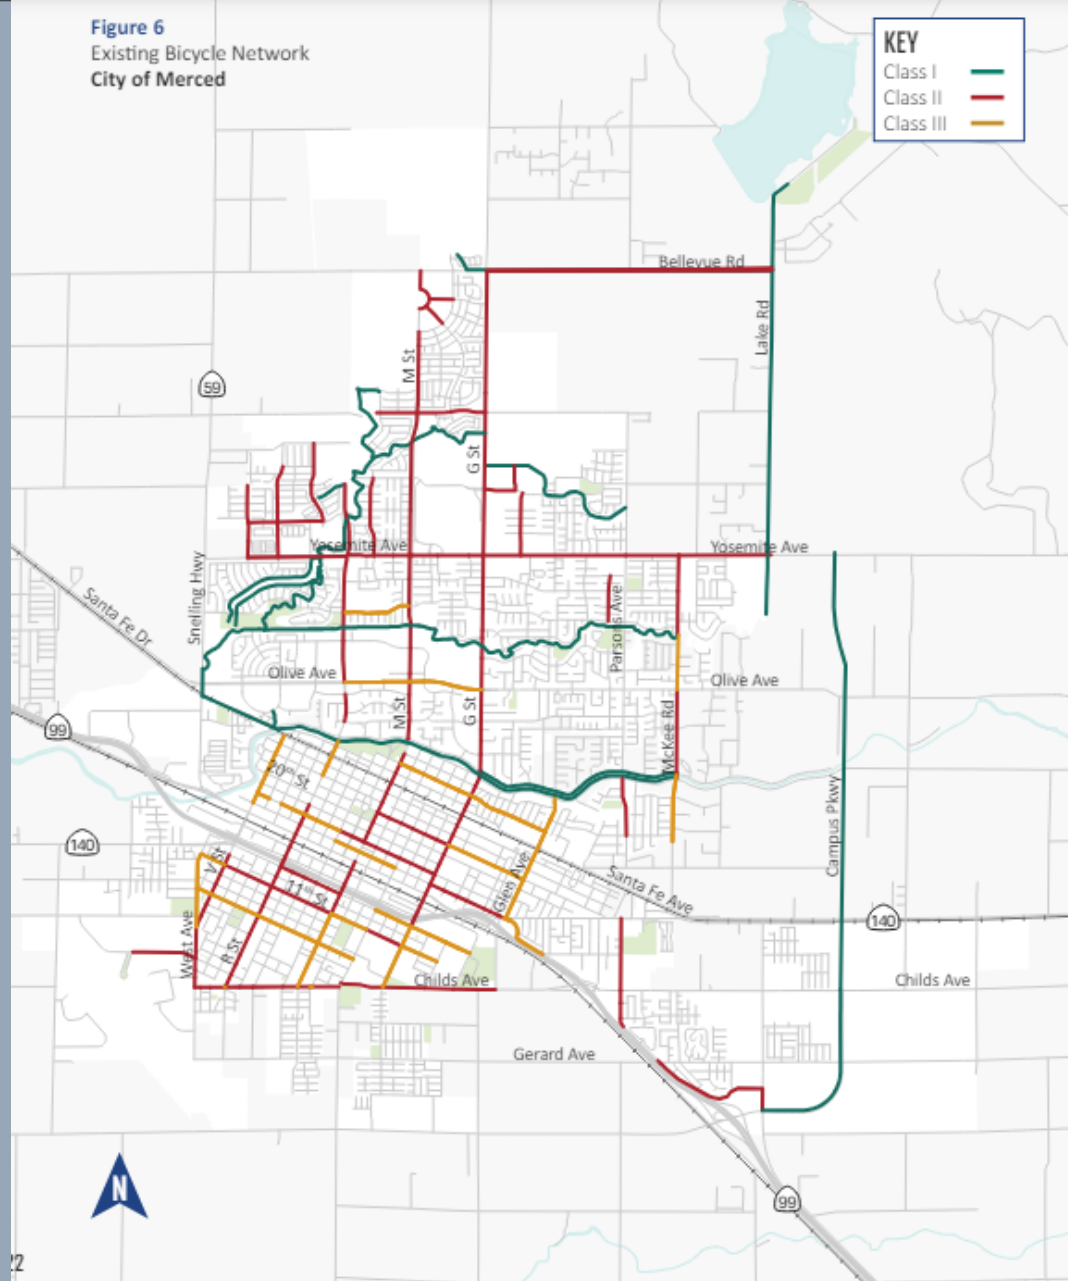 Figure 6
Existing Bicycle Network
City of Merced
KEY
Class I
Class II
Class III
Bellevue Rd
Lake Rd
M St
59
G St
Yosemite Ave
Yosemite Ave
Snelling Hwy
Santa Fe Dr
Parsons Ave
Olive Ave
Olive Ave
M St
G St
McKee Rd
99
20th St
Campus Pkwy
140
V St
11th St
Glen Ave
Santa Fe Ave
140
West Ave
R St
Childs Ave
Childs Ave
Gerard Ave
N
99
22